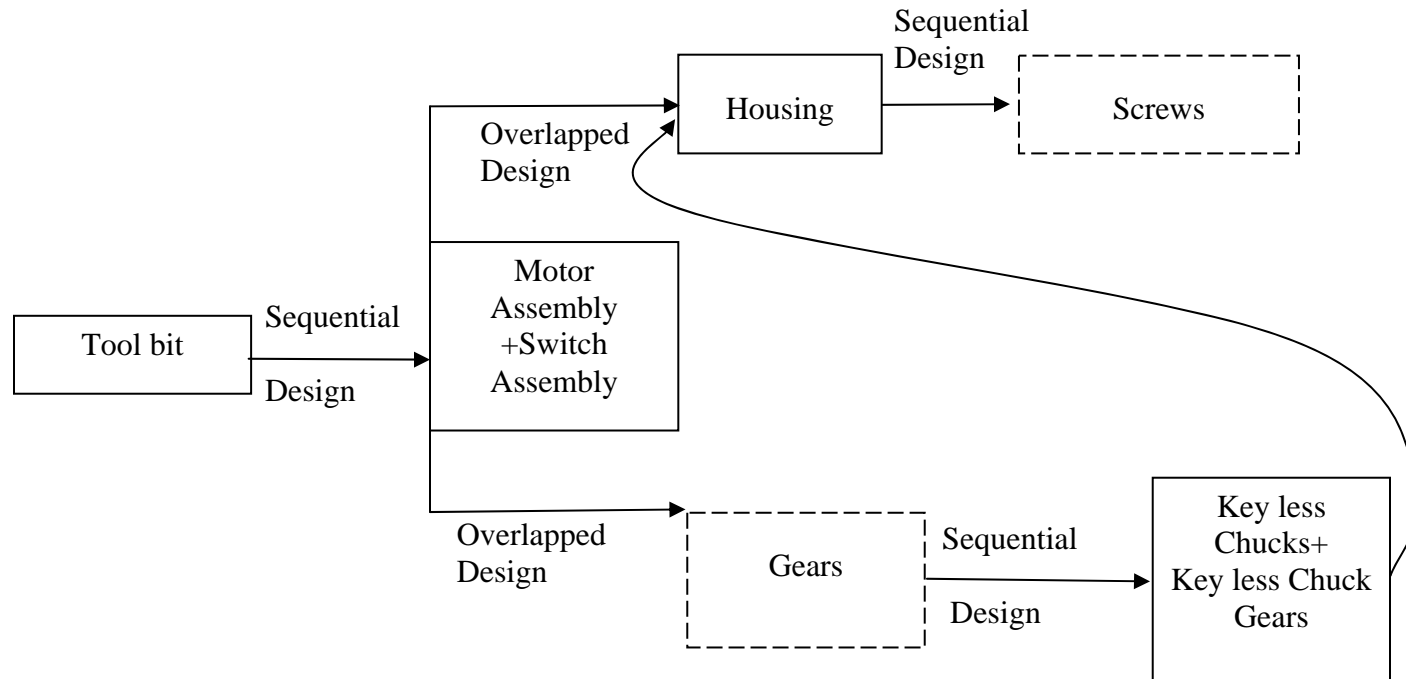 Sequential
Design
Housing
Screws
Overlapped
Design
Motor
Assembly
+Switch
Assembly
Tool bit
Sequential
Design
Key less
Chucks+
Key less Chuck
Gears
Overlapped
Design
Gears
Sequential
Design